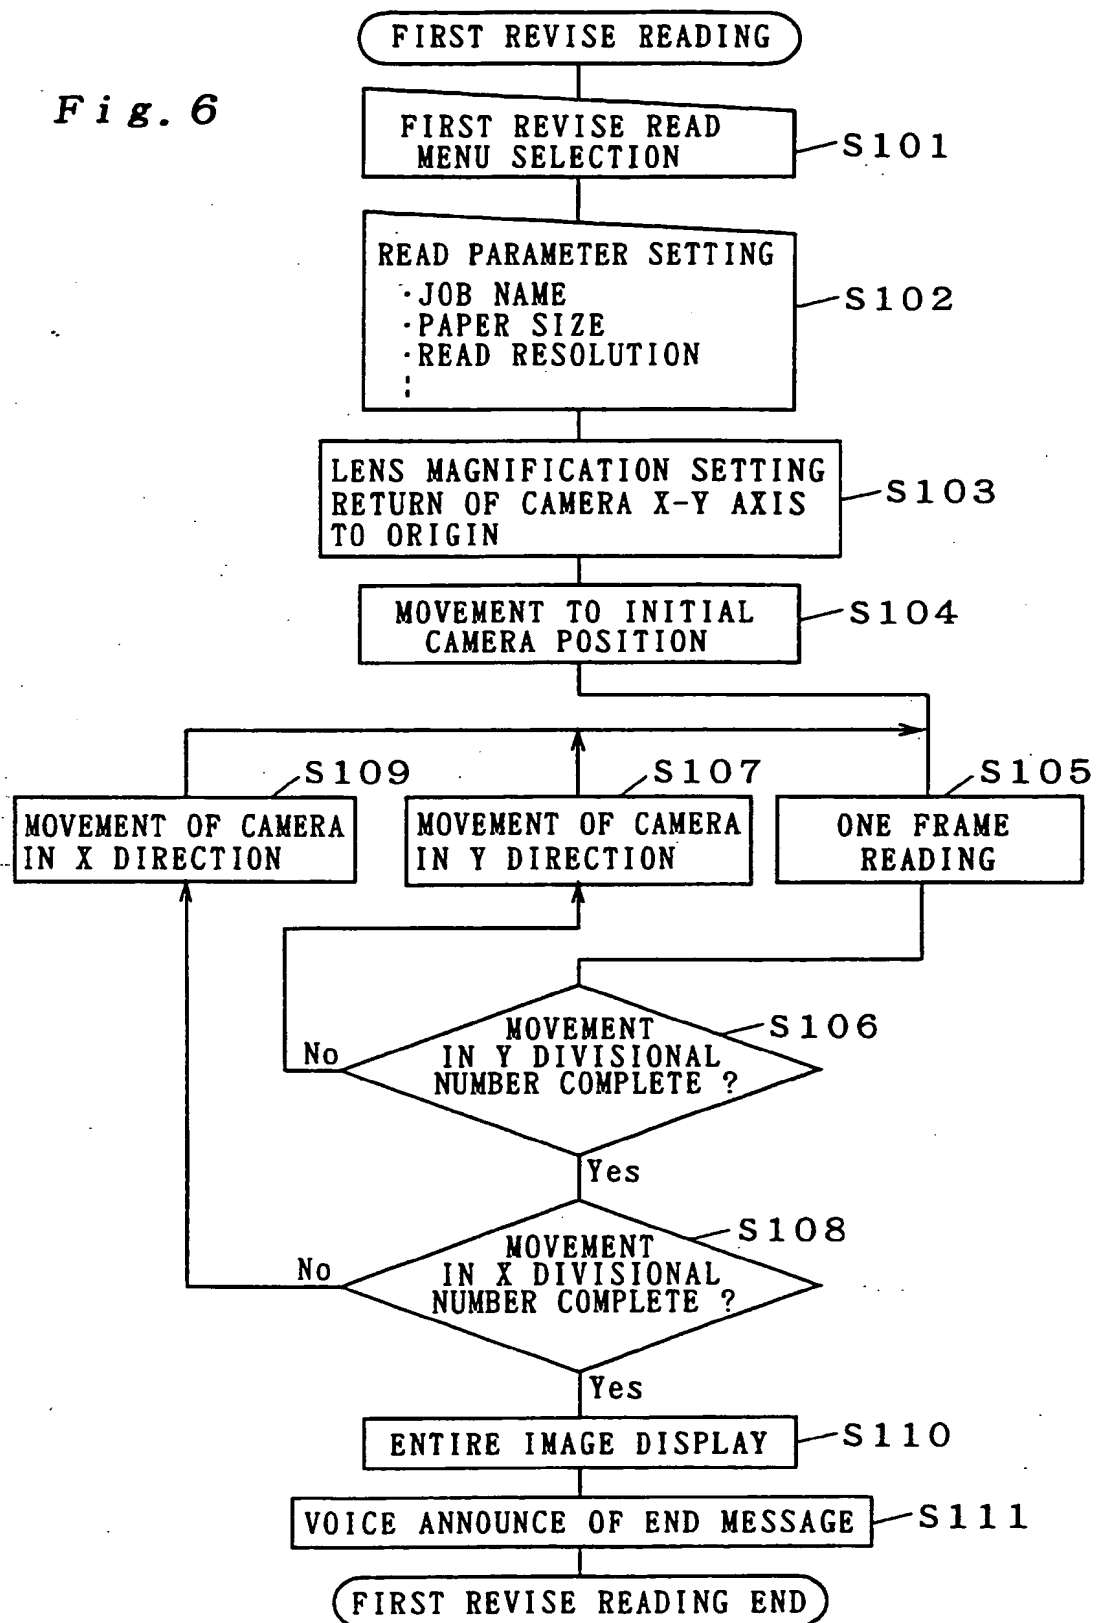 Fig. 6
FIRST REVISE READING
FIRST REVISE READ
MENU SELECTION
S101
READ PARAMETER SETTING
·JOB NAME
·PAPER SIZE
·READ RESOLUTION
S102
LENS MAGNIFICATION SETTING
RETURN OF CAMERA X-Y AXIS
TO ORIGIN
S103
MOVEMENT TO INITIAL
CAMERA POSITION
S104
S109
MOVEMENT OF CAMERA
IN X DIRECTION
S107
MOVEMENT OF CAMERA
IN Y DIRECTION
S105
ONE FRAME
READING
MOVEMENT
IN Y DIVISIONAL
NUMBER COMPLETE ?
S106
No
Yes
MOVEMENT
IN X DIVISIONAL
NUMBER COMPLETE ?
S108
No
Yes
ENTIRE IMAGE DISPLAY
S110
VOICE ANNOUNCE OF END MESSAGE
S111
FIRST REVISE READING END